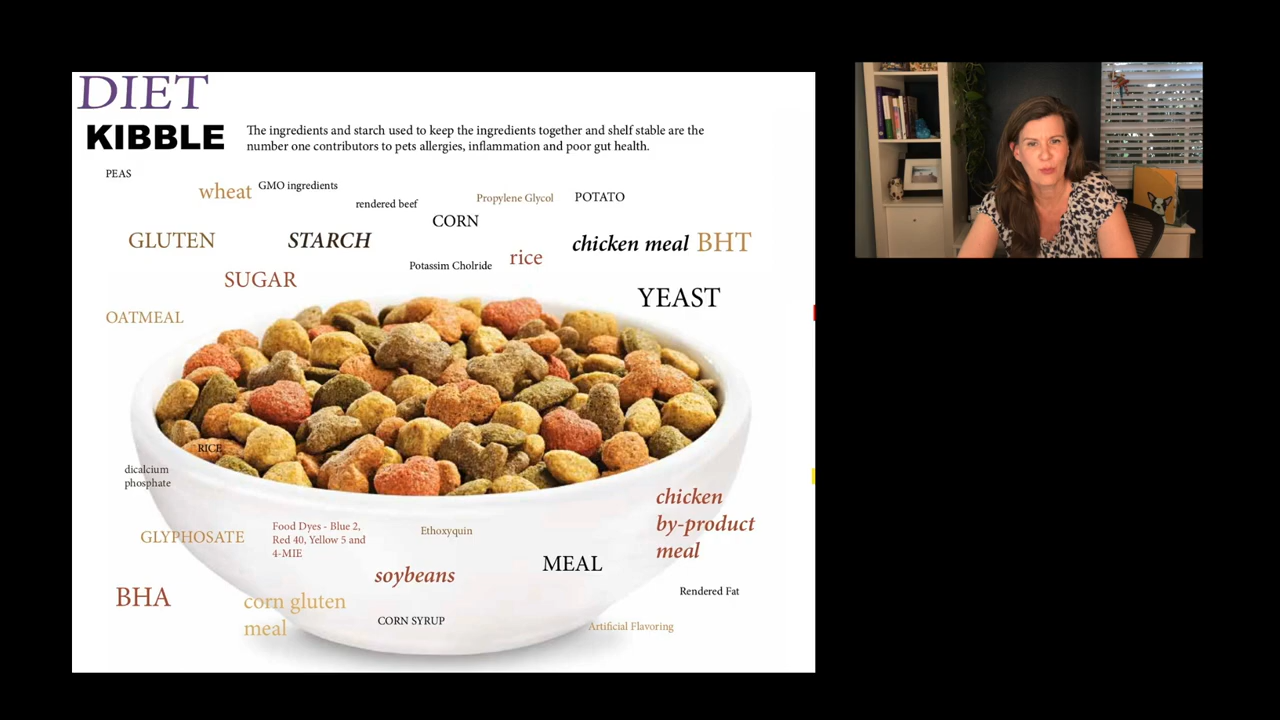 DIET
KIBBLE
The ingredients and starch used to keep the ingredients together and shelf stable are the
number one contributors to pets allergies, inflammation and poor gut health.
PEAS
wheat
GMO ingredients
rendered beef
Propylene Glycol
POTATO
CORN
GLUTEN
STARCH
chicken meal
BHT
Potassim Cholride
rice
SUGAR
YEAST
OATMEAL
RICE
dicalcium
phosphate
chicken
by-product
meal
GLYPHOSATE
Food Dyes - Blue 2,
Red 40, Yellow 5 and
4-MIE
Ethoxyquin
MEAL
soybeans
BHA
Rendered Fat
corn gluten
meal
CORN SYRUP
Artificial Flavoring